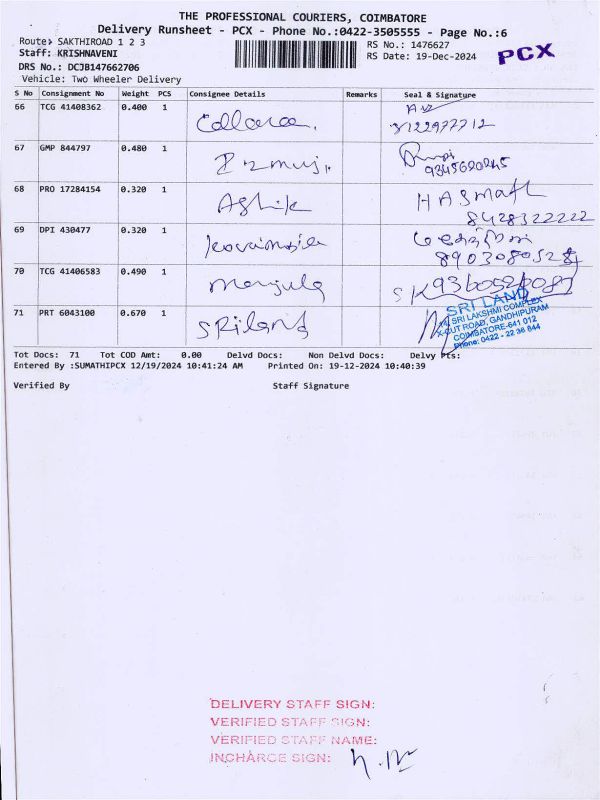 THE PROFESSIONAL COURIERS, COIMBATORE
Delivery Runsheet - PCX - Phone No.:0422-3505555 - Page No.:6
Route: SAKTHIROAD 1 2 3 RS No.: 1476627
Staff: KRISHNAVENI RS Date: 19-Dec-2024 PCX
DRS No.: DCJB147662706
Vehicle: Two Wheeler Delivery
S No Consignment No Weight PCS Consignee Details Remarks Seal & Signature
66 TCG 41408362 0.400 1
67 GMP 844797 0.480 1
68 PRO 17284154 0.320 1 Ashik HASMATH
8428322222
69 DPI 430477 0.320 1
70 TCG 41406583 0.490 1 Manjula
71 PRT 6043100 0.670 1 SRiland
SRI LAND
SRI LAKSHMI COMPLEX
X-CUT ROAD, GANDHIPURAM
COIMBATORE-641 012
Phone: 0422 - 22 36 844
Tot Docs: 71 Tot COD Amt: 0.00 Delvd Docs: Non Delvd Docs: Delvy Pts:
Entered By :SUMATHIPCX 12/19/2024 10:41:24 AM Printed On: 19-12-2024 10:40:39
Verified By Staff Signature
DELIVERY STAFF SIGN:
VERIFIED STAFF SIGN:
VERIFIED STAFF NAME:
INCHARGE SIGN: